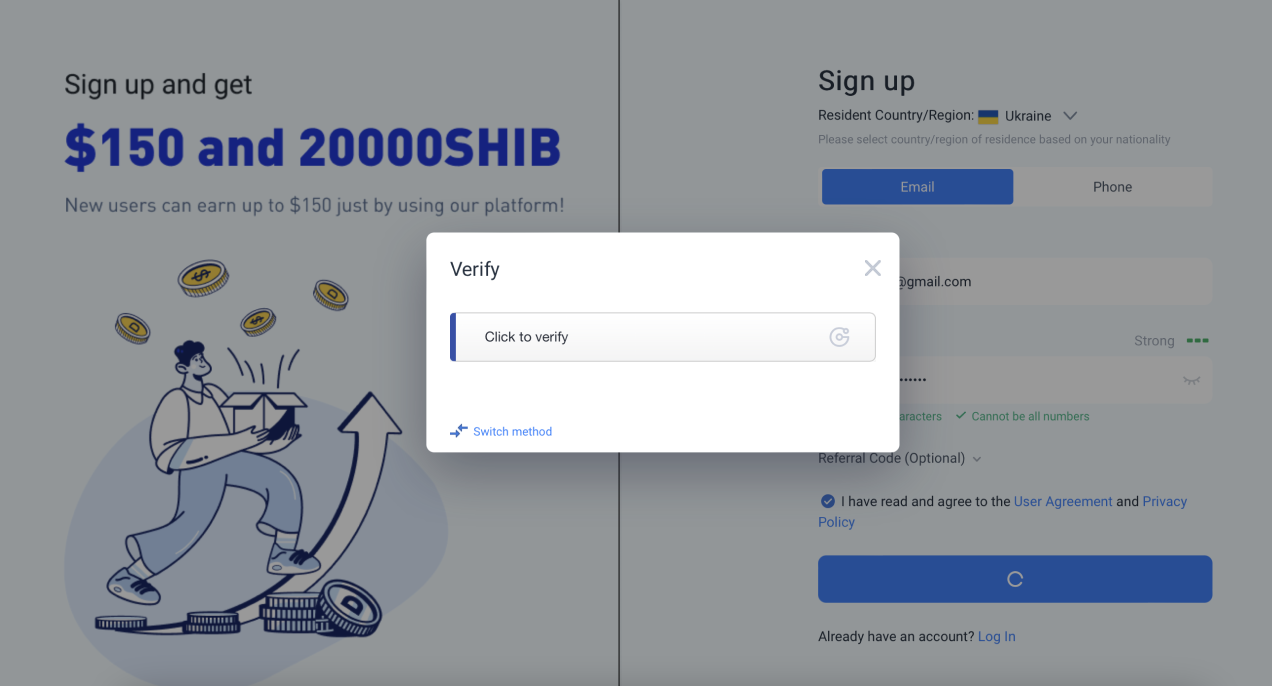 Sign up and get
$150 and 20000SHIB
New users can earn up to $150 just by using our platform!
Sign up
Resident Country/Region: Ukraine
Please select country/region of residence based on your nationality
Email
Phone
@gmail.com
Strong
Verify
Click to verify
Switch method
Cannot be all numbers
Referral Code (Optional)
I have read and agree to the User Agreement and Privacy
Policy
Already have an account? Log In